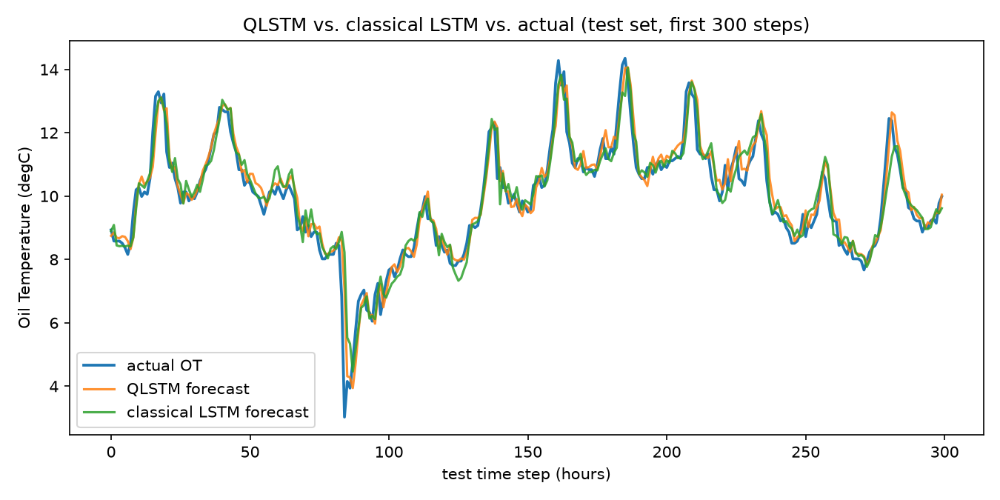 QLSTM vs. classical LSTM vs. actual (test set, first 300 steps)
Oil Temperature (degC)
14
12
10
8
6
4
actual OT
QLSTM forecast
classical LSTM forecast
0 50 100 150 200 250 300
test time step (hours)